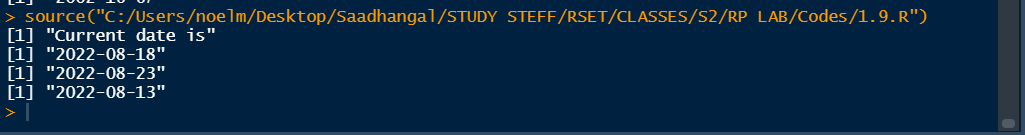 > source("C:/Users/noelm/Desktop/Saadhangal/STUDY STEFF/RSET/CLASSES/S2/RP LAB/Codes/1.9.R")
[1] "Current date is"
[1] "2022-08-18"
[1] "2022-08-23"
[1] "2022-08-13"
>